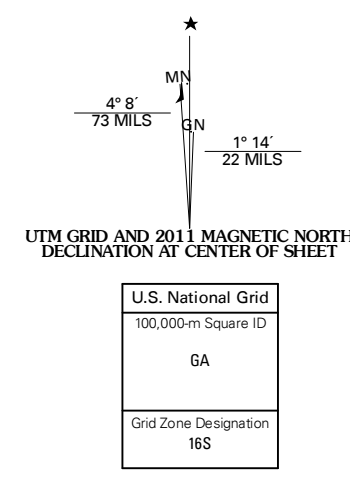 MN
4° 8´
73 MILS
GN
1° 14´
22 MILS
UTM GRID AND 2011 MAGNETIC NORTH
DECLINATION AT CENTER OF SHEET
U.S. National Grid
100,000-m Square ID
GA
Grid Zone Designation
16S